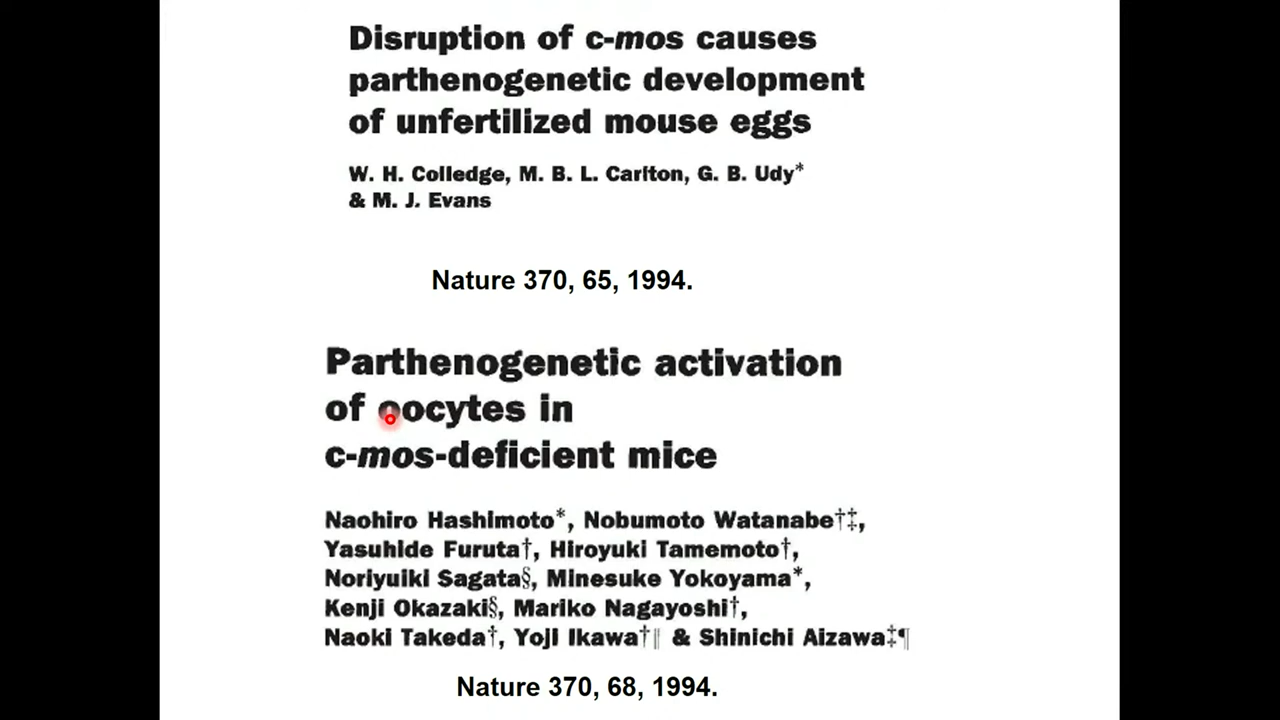 Disruption of c-mos causes
parthenogenetic development
of unfertilized mouse eggs
W. H. Colledge, M. B. L. Carlton, G. B. Udy*
& M. J. Evans
Nature 370, 65, 1994.
Parthenogenetic activation
of oocytes in
c-mos-deficient mice
Naohiro Hashimoto*, Nobumoto Watanabe†‡,
Yasuhide Furuta†, Hiroyuki Tamemoto†,
Noriyuiki Sagata§, Minesuke Yokoyama*,
Kenji Okazaki§, Mariko Nagayoshi†,
Naoki Takeda†, Yoji Ikawa†‖ & Shinichi Aizawa‡¶
Nature 370, 68, 1994.